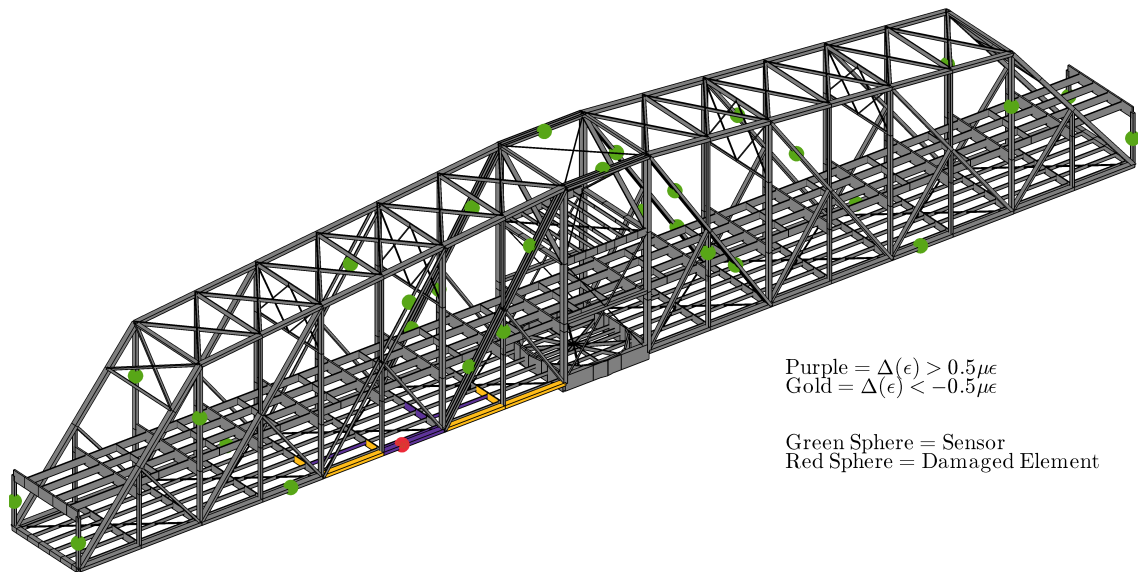 Purple = Δ(ϵ) > 0.5μϵ
Gold = Δ(ϵ) < −0.5μϵ
Green Sphere = Sensor
Red Sphere = Damaged Element